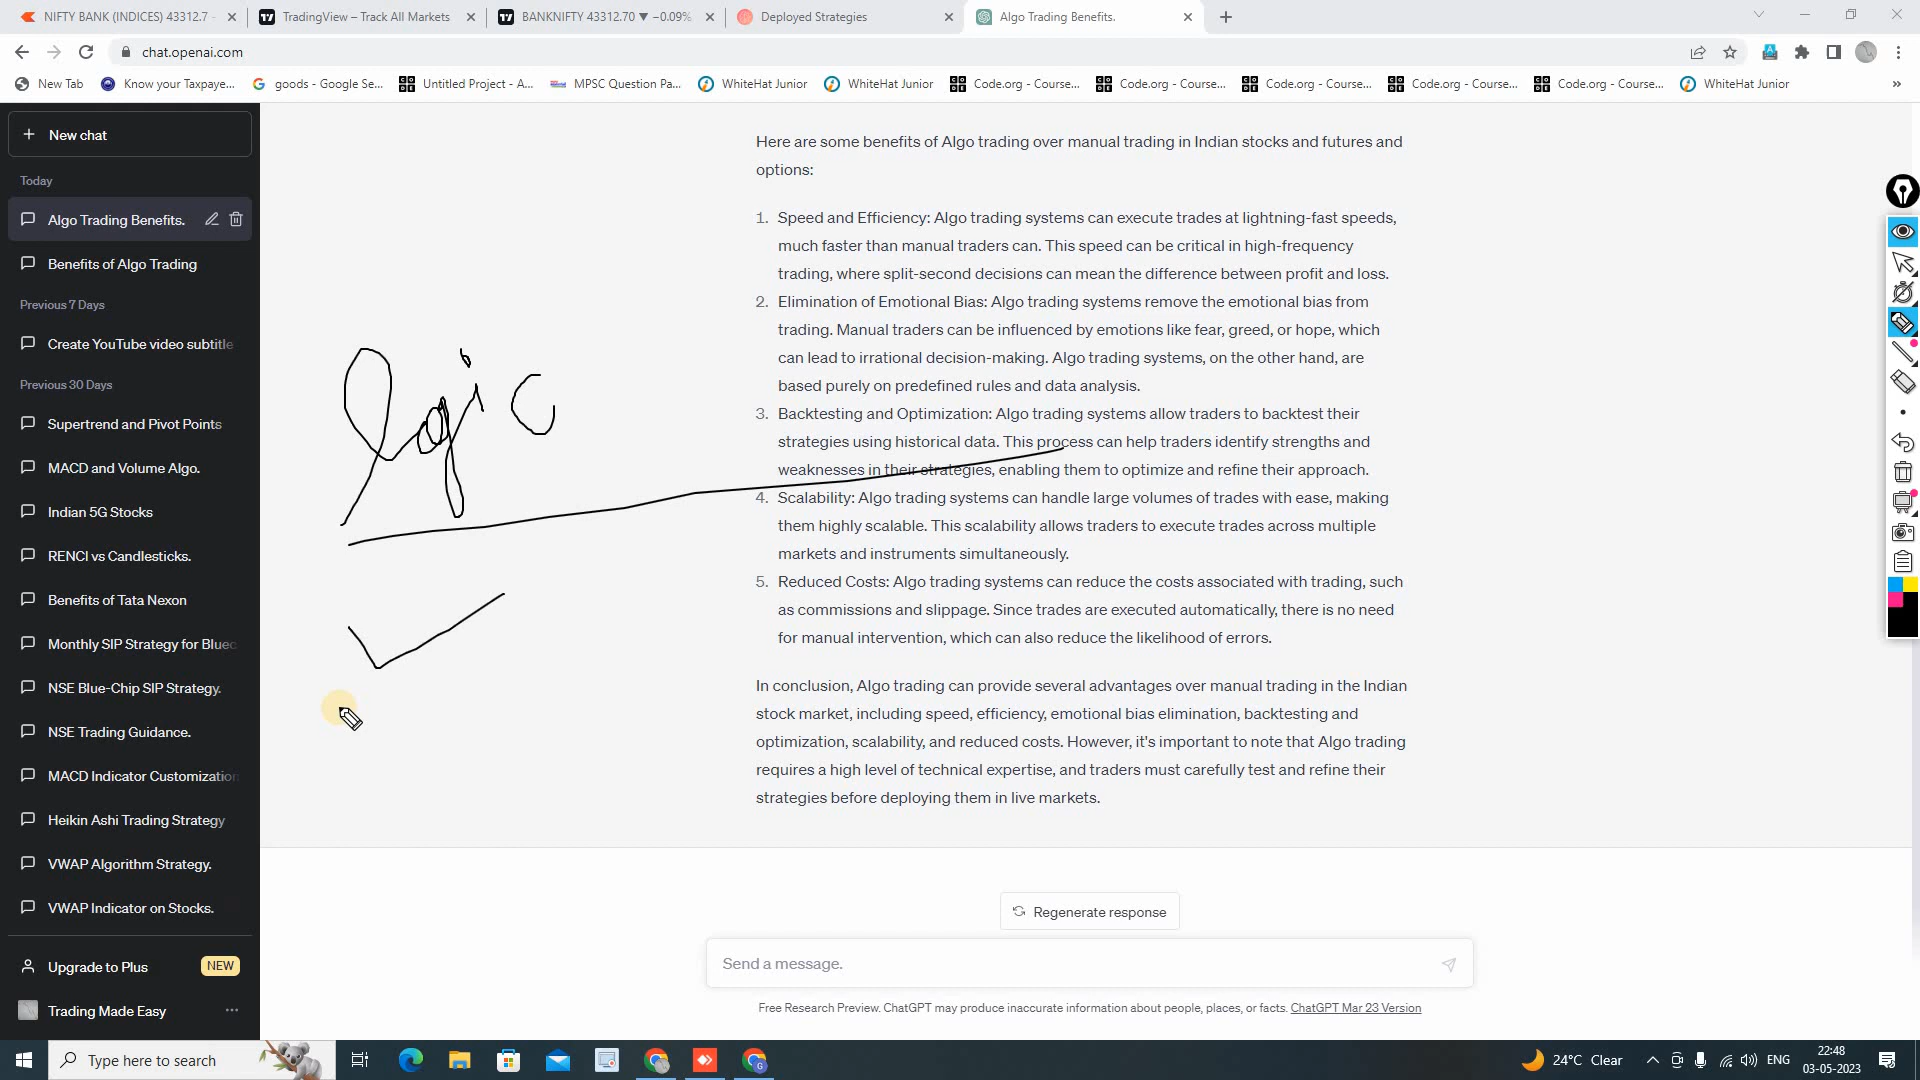 NIFTY BANK (INDICES) 43312.7 -
TradingView – Track All Markets
BANKNIFTY 43312.70 ▼ −0.09%
Deployed Strategies
Algo Trading Benefits.
chat.openai.com
New Tab
Know your Taxpaye...
goods - Google Se...
Untitled Project - A...
MPSC Question Pa...
WhiteHat Junior
WhiteHat Junior
Code.org - Course...
Code.org - Course...
Code.org - Course...
Code.org - Course...
Code.org - Course...
WhiteHat Junior
»
+ New chat
Today
Algo Trading Benefits.
Benefits of Algo Trading
Previous 7 Days
Create YouTube video subtitle
Previous 30 Days
Supertrend and Pivot Points
MACD and Volume Algo.
Indian 5G Stocks
RENCI vs Candlesticks.
Benefits of Tata Nexon
Monthly SIP Strategy for Bluec
NSE Blue-Chip SIP Strategy.
NSE Trading Guidance.
MACD Indicator Customization
Heikin Ashi Trading Strategy
VWAP Algorithm Strategy.
VWAP Indicator on Stocks.
Upgrade to Plus NEW
Trading Made Easy
logic
Here are some benefits of Algo trading over manual trading in Indian stocks and futures and
options:
1. Speed and Efficiency: Algo trading systems can execute trades at lightning-fast speeds,
much faster than manual traders can. This speed can be critical in high-frequency
trading, where split-second decisions can mean the difference between profit and loss.
2. Elimination of Emotional Bias: Algo trading systems remove the emotional bias from
trading. Manual traders can be influenced by emotions like fear, greed, or hope, which
can lead to irrational decision-making. Algo trading systems, on the other hand, are
based purely on predefined rules and data analysis.
3. Backtesting and Optimization: Algo trading systems allow traders to backtest their
strategies using historical data. This process can help traders identify strengths and
weaknesses in their strategies, enabling them to optimize and refine their approach.
4. Scalability: Algo trading systems can handle large volumes of trades with ease, making
them highly scalable. This scalability allows traders to execute trades across multiple
markets and instruments simultaneously.
5. Reduced Costs: Algo trading systems can reduce the costs associated with trading, such
as commissions and slippage. Since trades are executed automatically, there is no need
for manual intervention, which can also reduce the likelihood of errors.
In conclusion, Algo trading can provide several advantages over manual trading in the Indian
stock market, including speed, efficiency, emotional bias elimination, backtesting and
optimization, scalability, and reduced costs. However, it's important to note that Algo trading
requires a high level of technical expertise, and traders must carefully test and refine their
strategies before deploying them in live markets.
Regenerate response
Send a message.
Free Research Preview. ChatGPT may produce inaccurate information about people, places, or facts. ChatGPT Mar 23 Version
Type here to search
24°C Clear
ENG
22:48
03-05-2023